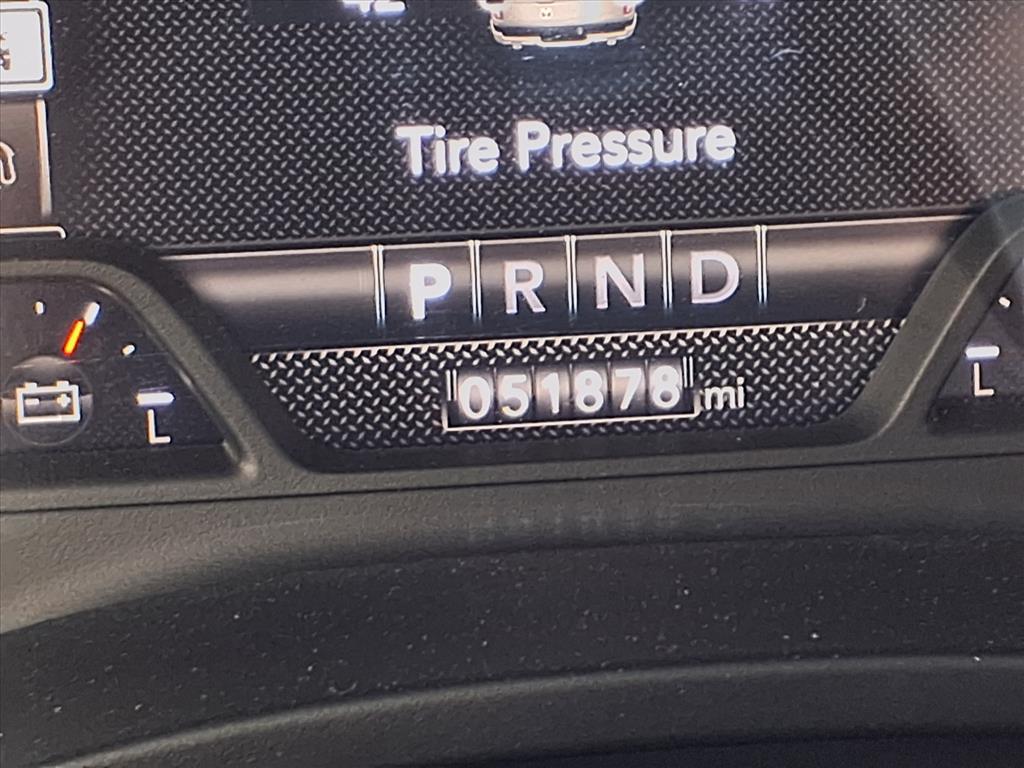 Tire Pressure
P R N D
051878 mi
L
L